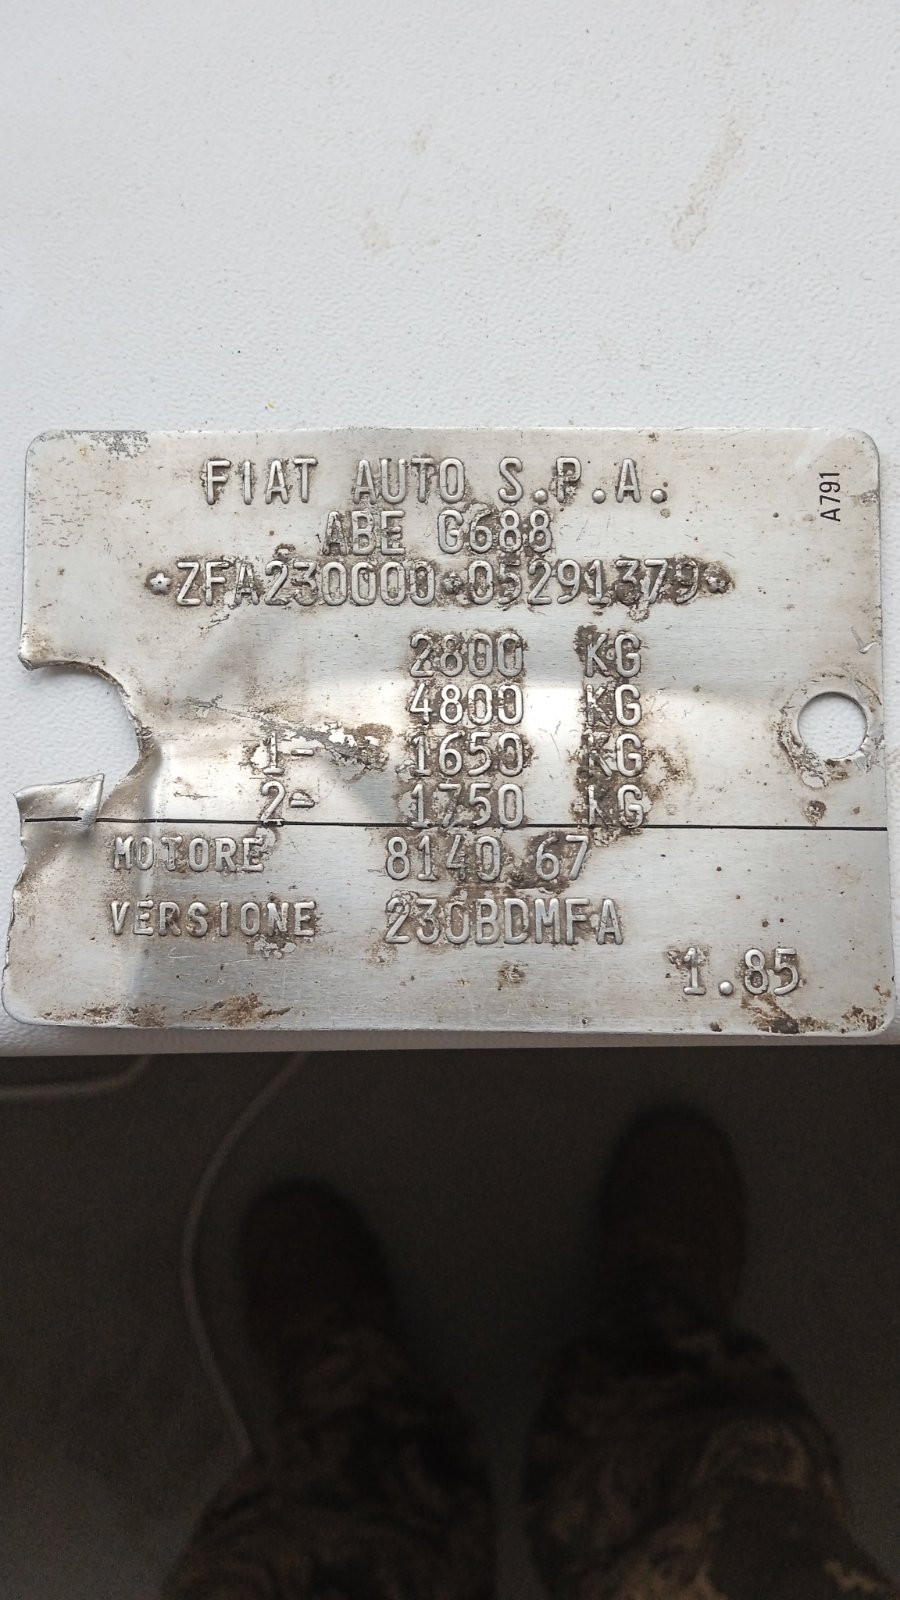 FIAT AUTO S.P.A.
A791
ABE G688
*ZFA230000*05291379*
2800 KG
4800 KG
1- 1650 KG
2- 1750 KG
MOTORE 8140.67
VERSIONE 230BDMFA
1.85